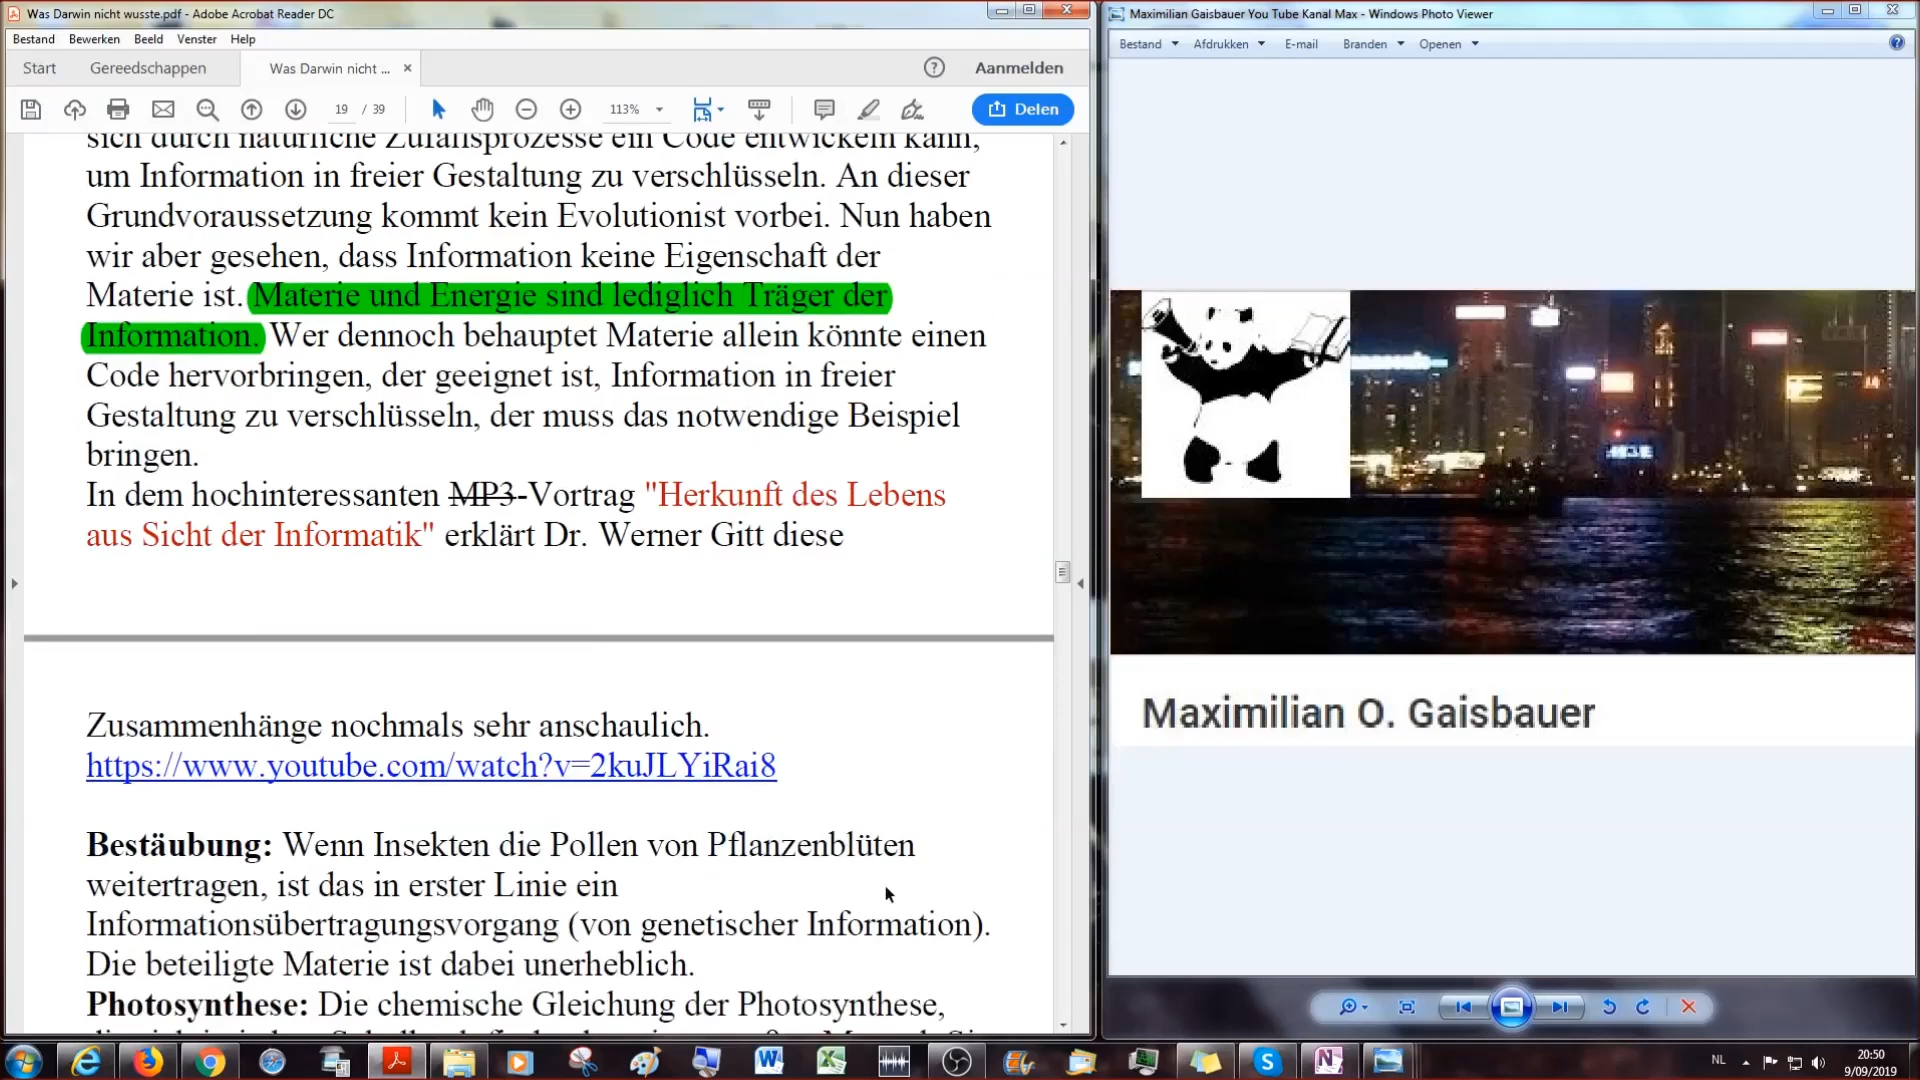 Was Darwin nicht wusste.pdf - Adobe Acrobat Reader DC
Bestand Bewerken Beeld Venster Help
Start Gereedschappen Was Darwin nicht ... × Aanmelden
19 / 39 113% Delen
sich durch natürliche Zufallsprozesse ein Code entwickeln kann,
um Information in freier Gestaltung zu verschlüsseln. An dieser
Grundvoraussetzung kommt kein Evolutionist vorbei. Nun haben
wir aber gesehen, dass Information keine Eigenschaft der
Materie ist. Materie und Energie sind lediglich Träger der
Information. Wer dennoch behauptet Materie allein könnte einen
Code hervorbringen, der geeignet ist, Information in freier
Gestaltung zu verschlüsseln, der muss das notwendige Beispiel
bringen.
In dem hochinteressanten MP3-Vortrag "Herkunft des Lebens
aus Sicht der Informatik" erklärt Dr. Werner Gitt diese
Zusammenhänge nochmals sehr anschaulich.
https://www.youtube.com/watch?v=2kuJLYiRai8
Bestäubung: Wenn Insekten die Pollen von Pflanzenblüten
weitertragen, ist das in erster Linie ein
Informationsübertragungsvorgang (von genetischer Information).
Die beteiligte Materie ist dabei unerheblich.
Photosynthese: Die chemische Gleichung der Photosynthese,
Maximilian Gaisbauer You Tube Kanal Max - Windows Photo Viewer
Bestand Afdrukken E-mail Branden Openen
Maximilian O. Gaisbauer
NL
20:50
9/09/2019